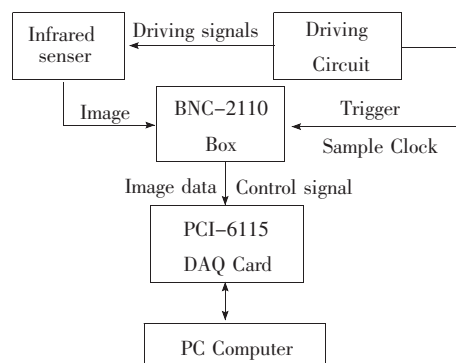 Infrared
senser
Driving signals
Driving
Circuit
Image
BNC-2110
Box
Trigger
Sample Clock
Image data
Control signal
PCI-6115
DAQ Card
PC Computer